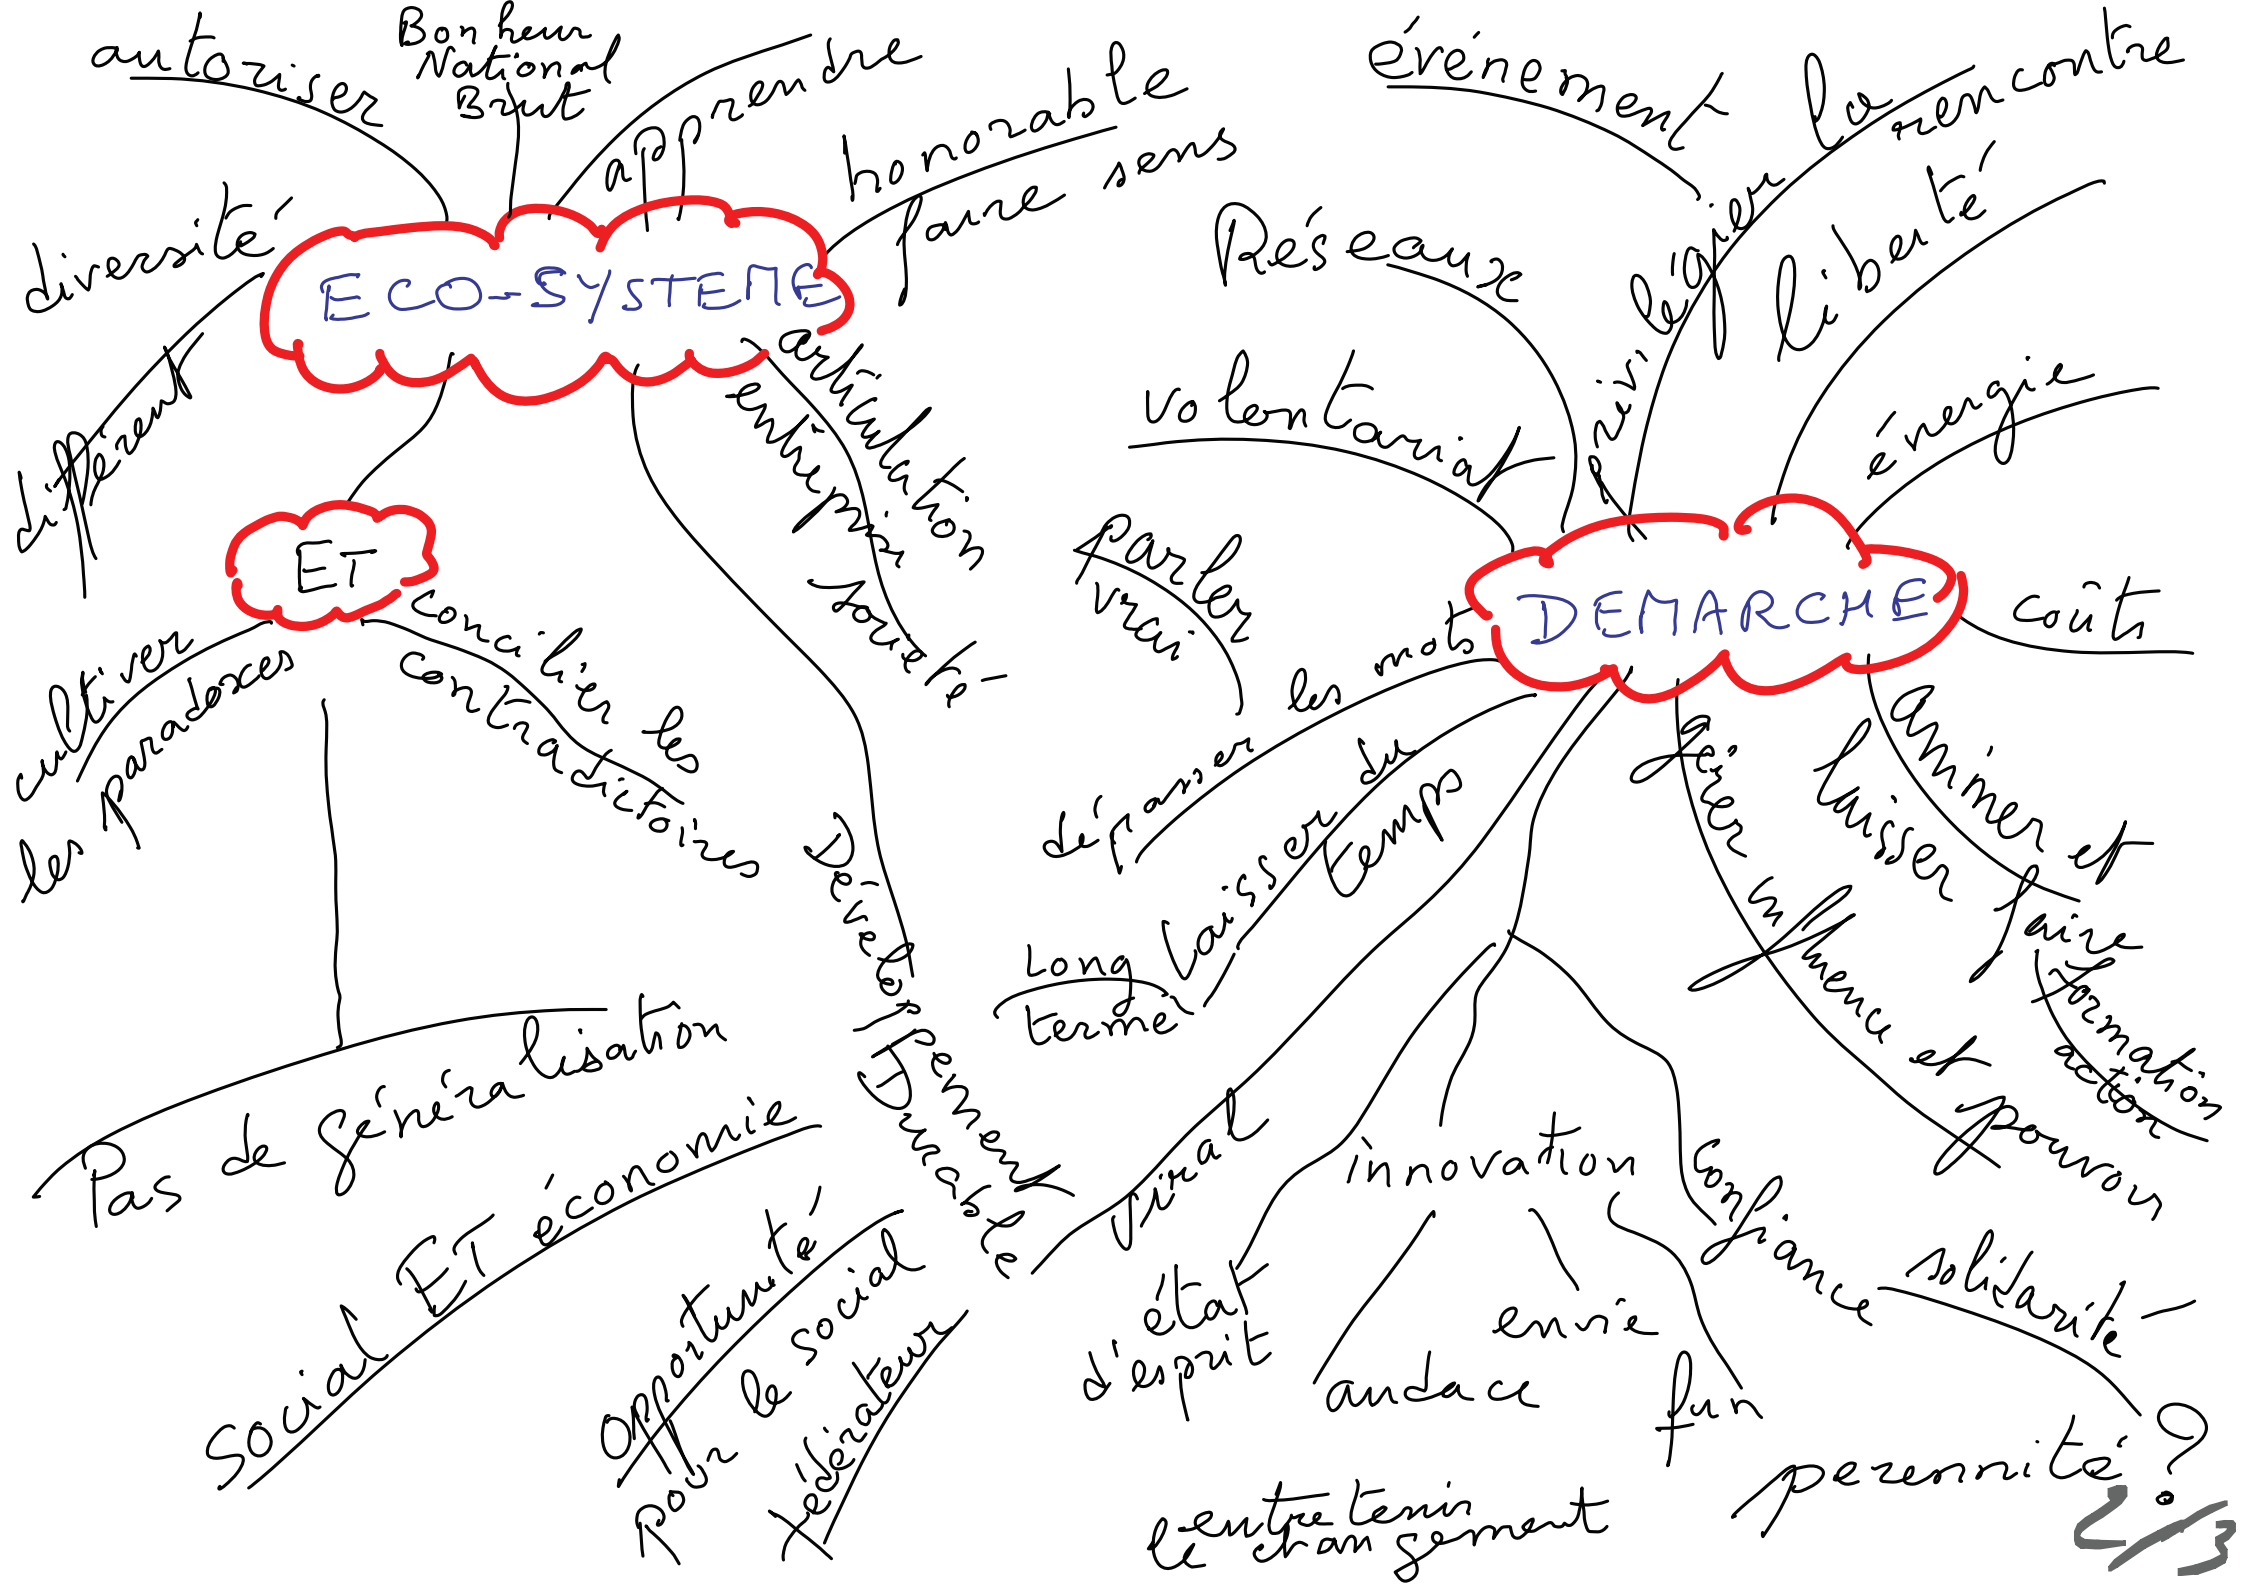 autoriser
Bonheur
National
Brut
apprendre
honorable
faire sens
diversité
différent
ECO-SYSTEME
articulation
entreprise
société
ET
cultiver
les paradoxes
concilier les
contradictoires
Développement
Durable
Pas de généralisation
Social ET économie
opportunité
pour le social
fédérateur
événement
privilégier la
rencontre
liberté
Réseaux
énergie
volontariat
parler
vrai
DEMARCHE
coûts
dépasser les mots
laisser du
temps
Long
terme
gérer influence et pouvoir
animer et
laisser faire
formation
action
viral
état
d'esprit
innovation
confiance
audace
envie
fun
solidarité
perennité ?
entretenir
le changement
2/3